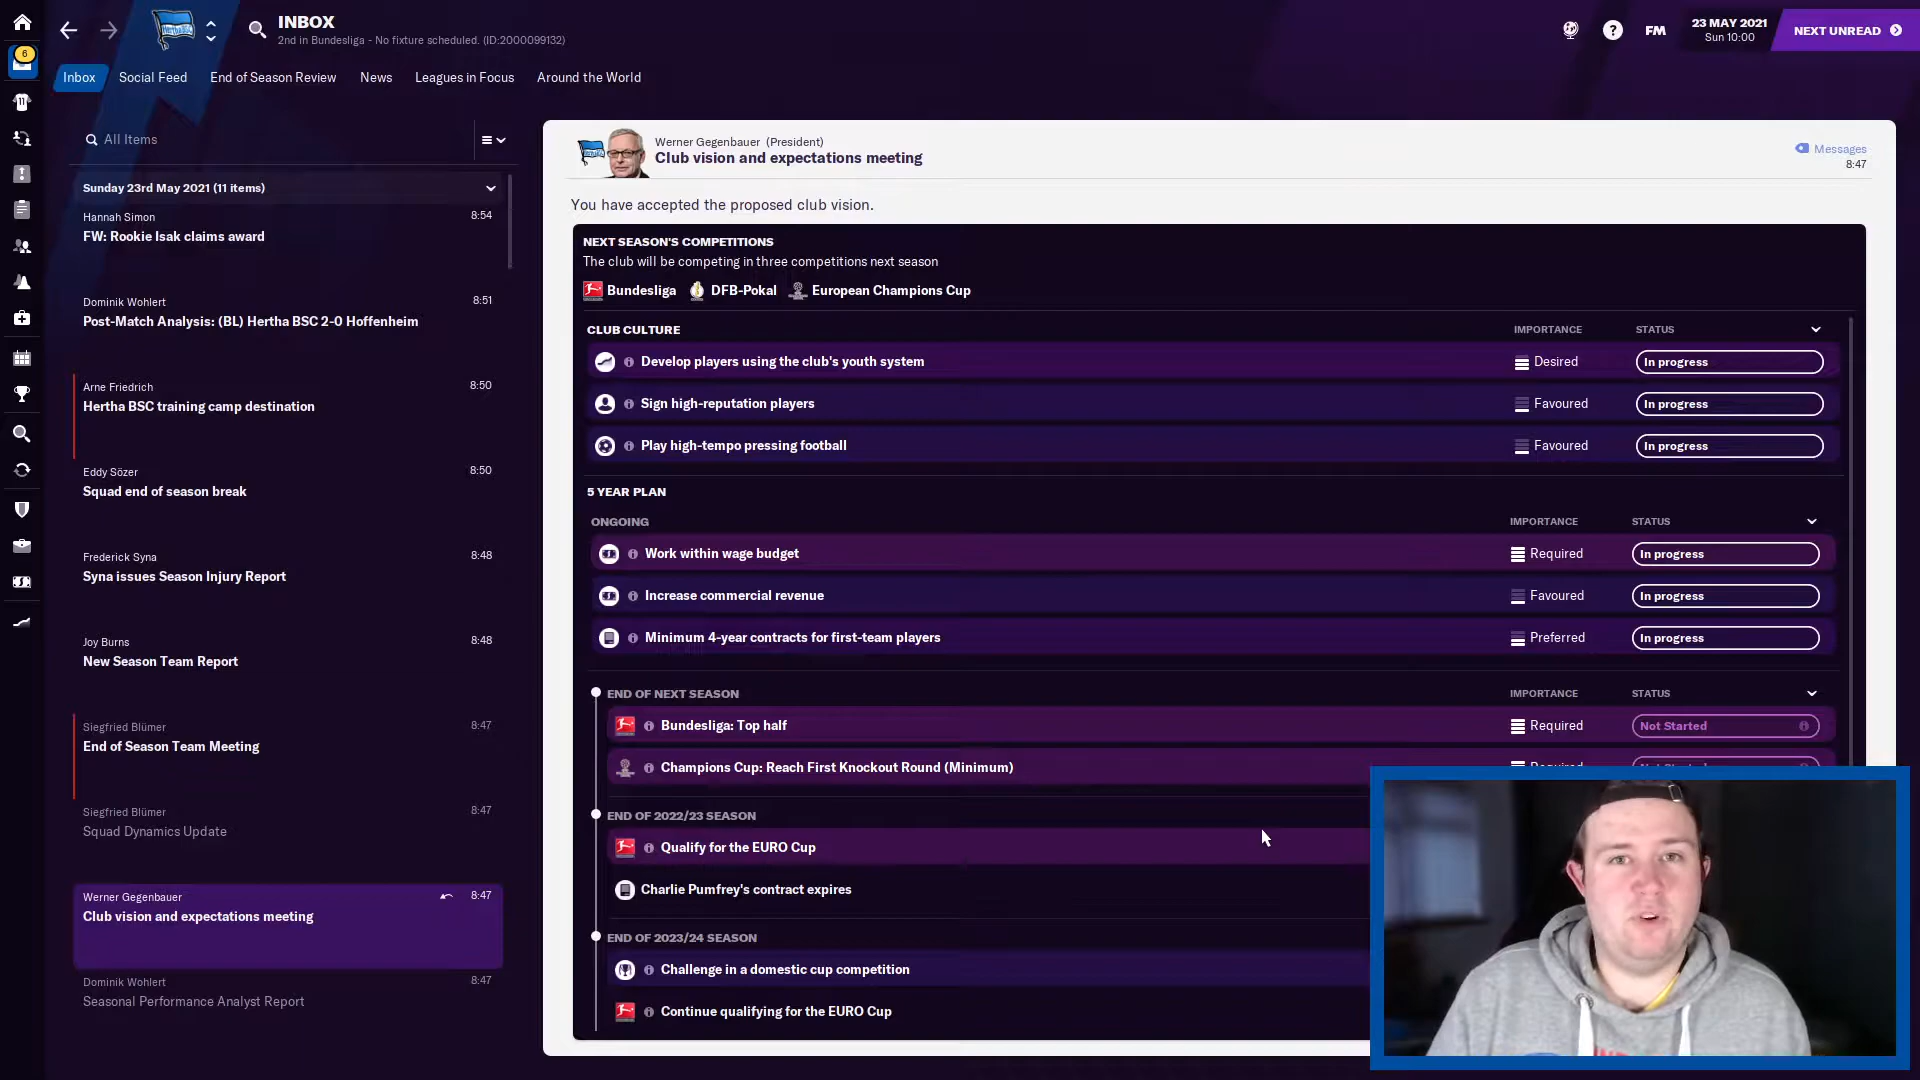 INBOX
2nd in Bundesliga - No fixture scheduled. (ID:2000099132)
FM
23 MAY 2021
Sun 10:00
NEXT UNREAD
6
Inbox
Social Feed
End of Season Review
News
Leagues in Focus
Around the World
All Items
Sunday 23rd May 2021 (11 items)
Hannah Simon
8:54
FW: Rookie Isak claims award
Dominik Wohlert
8:51
Post-Match Analysis: (BL) Hertha BSC 2-0 Hoffenheim
Arne Friedrich
8:50
Hertha BSC training camp destination
Eddy Sözer
8:50
Squad end of season break
Frederick Syna
8:48
Syna issues Season Injury Report
Joy Burns
8:48
New Season Team Report
Siegfried Blümer
8:47
End of Season Team Meeting
Siegfried Blümer
8:47
Squad Dynamics Update
Werner Gegenbauer
8:47
Club vision and expectations meeting
Dominik Wohlert
8:47
Seasonal Performance Analyst Report
Werner Gegenbauer (President)
Club vision and expectations meeting
Messages
8:47
You have accepted the proposed club vision.
NEXT SEASON'S COMPETITIONS
The club will be competing in three competitions next season
Bundesliga
DFB-Pokal
European Champions Cup
CLUB CULTURE
IMPORTANCE
STATUS
Develop players using the club's youth system
Desired
In progress
Sign high-reputation players
Favoured
In progress
Play high-tempo pressing football
Favoured
In progress
5 YEAR PLAN
ONGOING
IMPORTANCE
STATUS
Work within wage budget
Required
In progress
Increase commercial revenue
Favoured
In progress
Minimum 4-year contracts for first-team players
Preferred
In progress
END OF NEXT SEASON
IMPORTANCE
STATUS
Bundesliga: Top half
Required
Not Started
Champions Cup: Reach First Knockout Round (Minimum)
END OF 2022/23 SEASON
Qualify for the EURO Cup
Charlie Pumfrey's contract expires
END OF 2023/24 SEASON
Challenge in a domestic cup competition
Continue qualifying for the EURO Cup